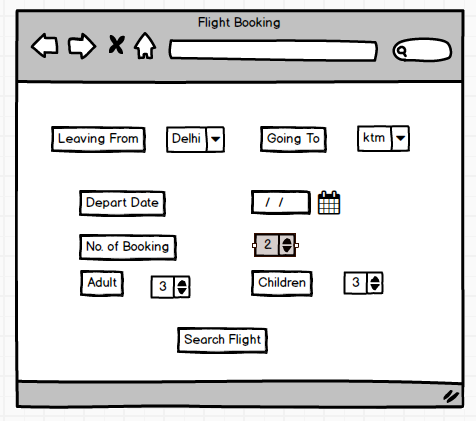 Flight Booking
Leaving From Delhi Going To ktm
Depart Date / /
No. of Booking 2
Adult 3 Children 3
Search Flight